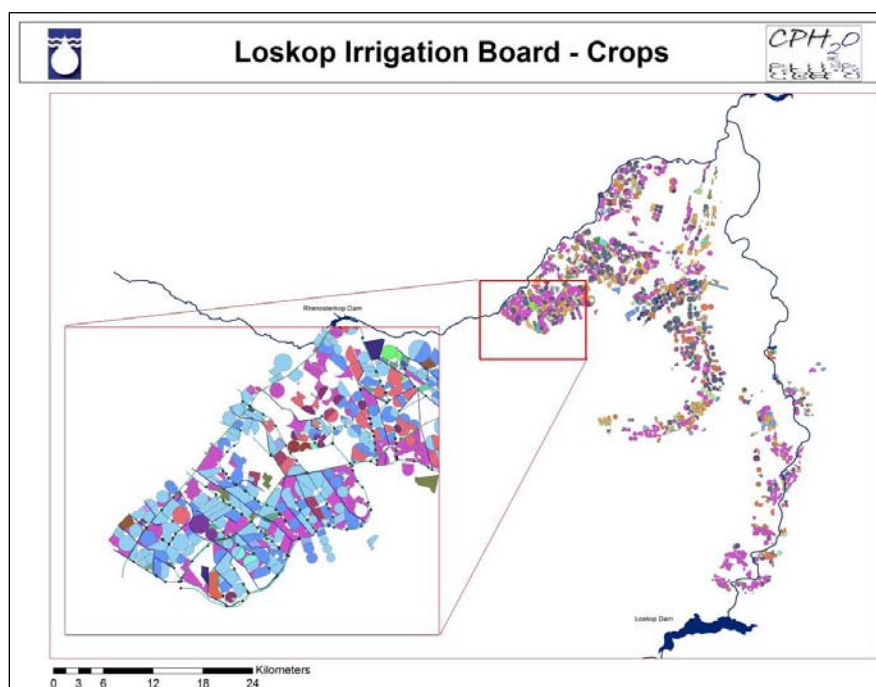 Loskop Irrigation Board - Crops
CPH2O
Rhenosterkop Dam
Loskop Dam
Kilometers
0 3 6 12 18 24